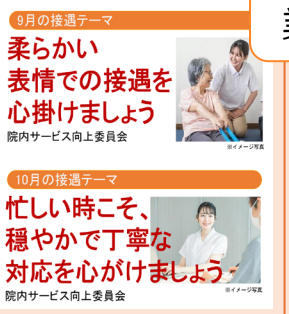 9月の接遇テーマ
柔らかい
表情での接遇を
心掛けましょう
院内サービス向上委員会
※イメージ写真
10月の接遇テーマ
忙しい時こそ、
穏やかで丁寧な
対応を心がけましょう
院内サービス向上委員会
※イメージ写真